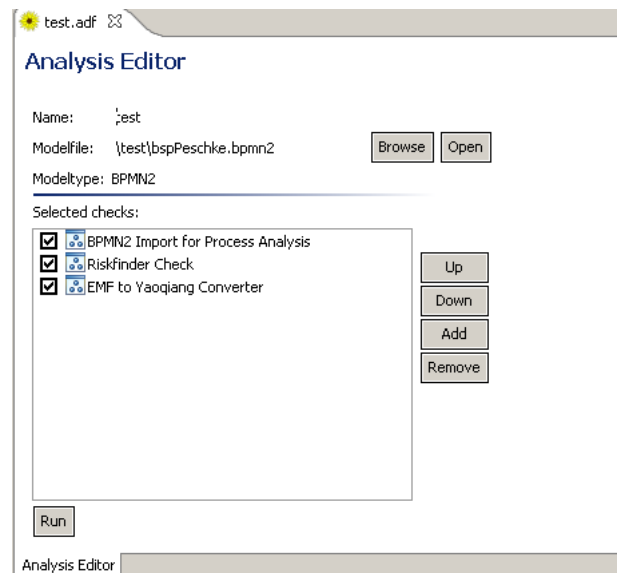 test.adf
Analysis Editor
Name: test
Modelfile: \test\bspPeschke.bpmn2 Browse Open
Modeltype: BPMN2
Selected checks:
BPMN2 Import for Process Analysis
Riskfinder Check
EMF to Yaoqiang Converter
Up
Down
Add
Remove
Run
Analysis Editor